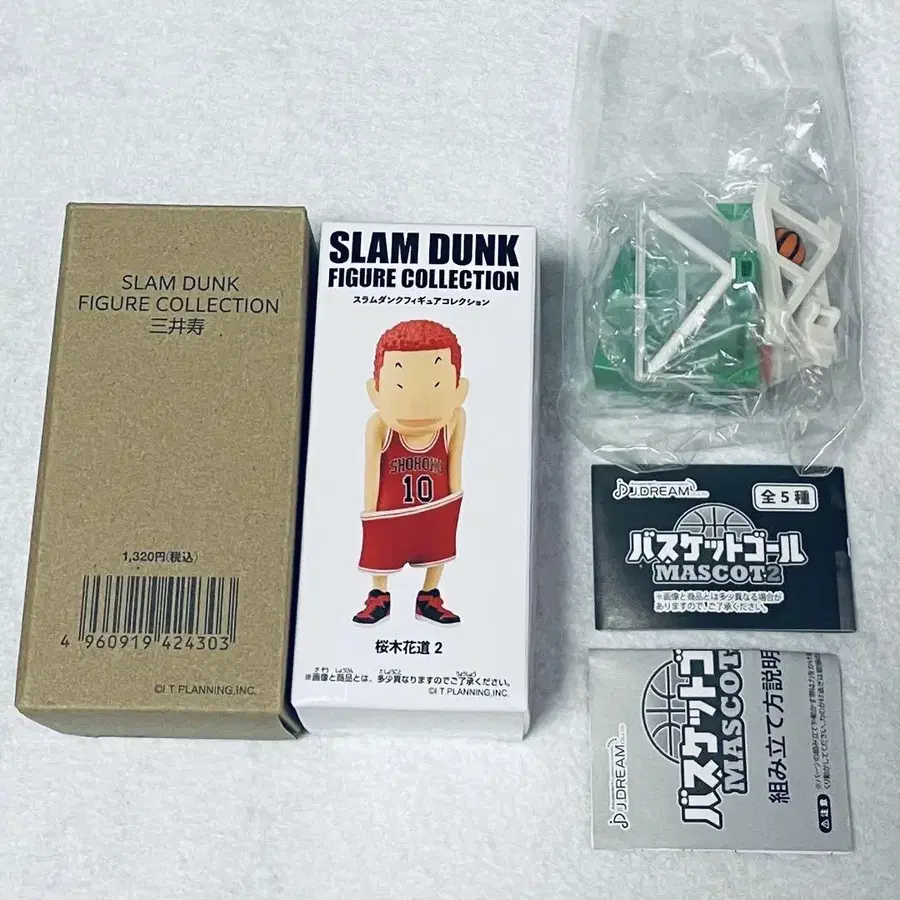 SLAM DUNK
FIGURE COLLECTION
三井寿
1,320円(税込)
4 960919 424303
©I.T.PLANNING,INC.
SLAM DUNK
FIGURE COLLECTION
スラムダンクフィギュアコレクション
SHOHOKU
10
桜木花道 2
※画像と商品とは、多少異なりますのでご了承ください。
©I.T.PLANNING,INC.
J.DREAM
全5種
バスケットゴール
MASCOT2
※画像と商品とは多少異なる場合が
ありますので、ご了承ください。
J.DREAM
バスケットゴ
MASCOT
組み立て方説明
⚠注意